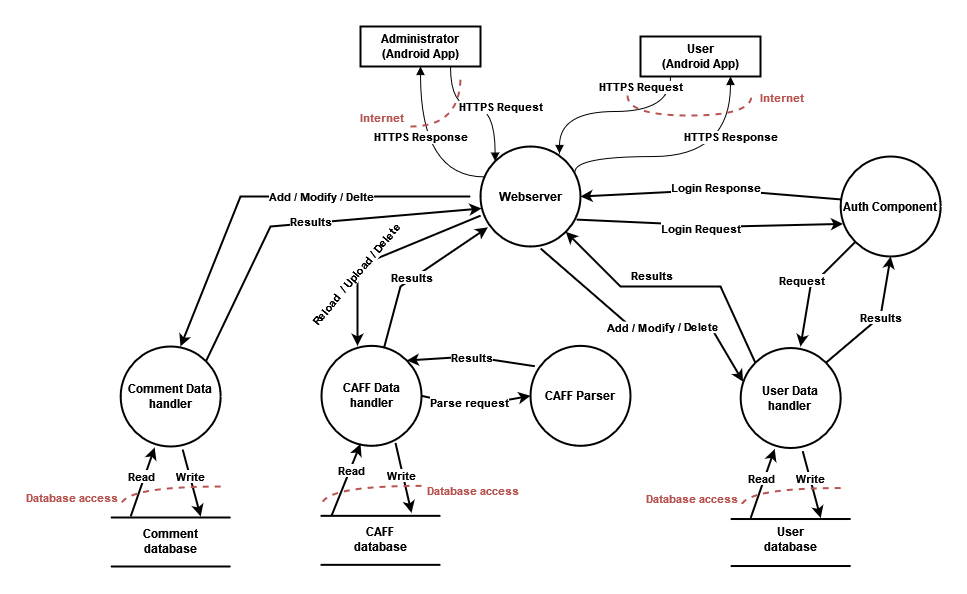 Administrator
(Android App)
User
(Android App)
HTTPS Request
Internet
HTTPS Request
Internet
HTTPS Response
HTTPS Response
Webserver
Login Response
Auth Component
Add / Modify / Delte
Results
Login Request
Reload / Upload / Delete
Results
Results
Request
Add / Modify / Delete
Results
Results
Comment Data
handler
CAFF Data
handler
Parse request
CAFF Parser
User Data
handler
Read
Write
Database access
Read
Write
Database access
Read
Write
Database access
Comment
database
CAFF
database
User
database